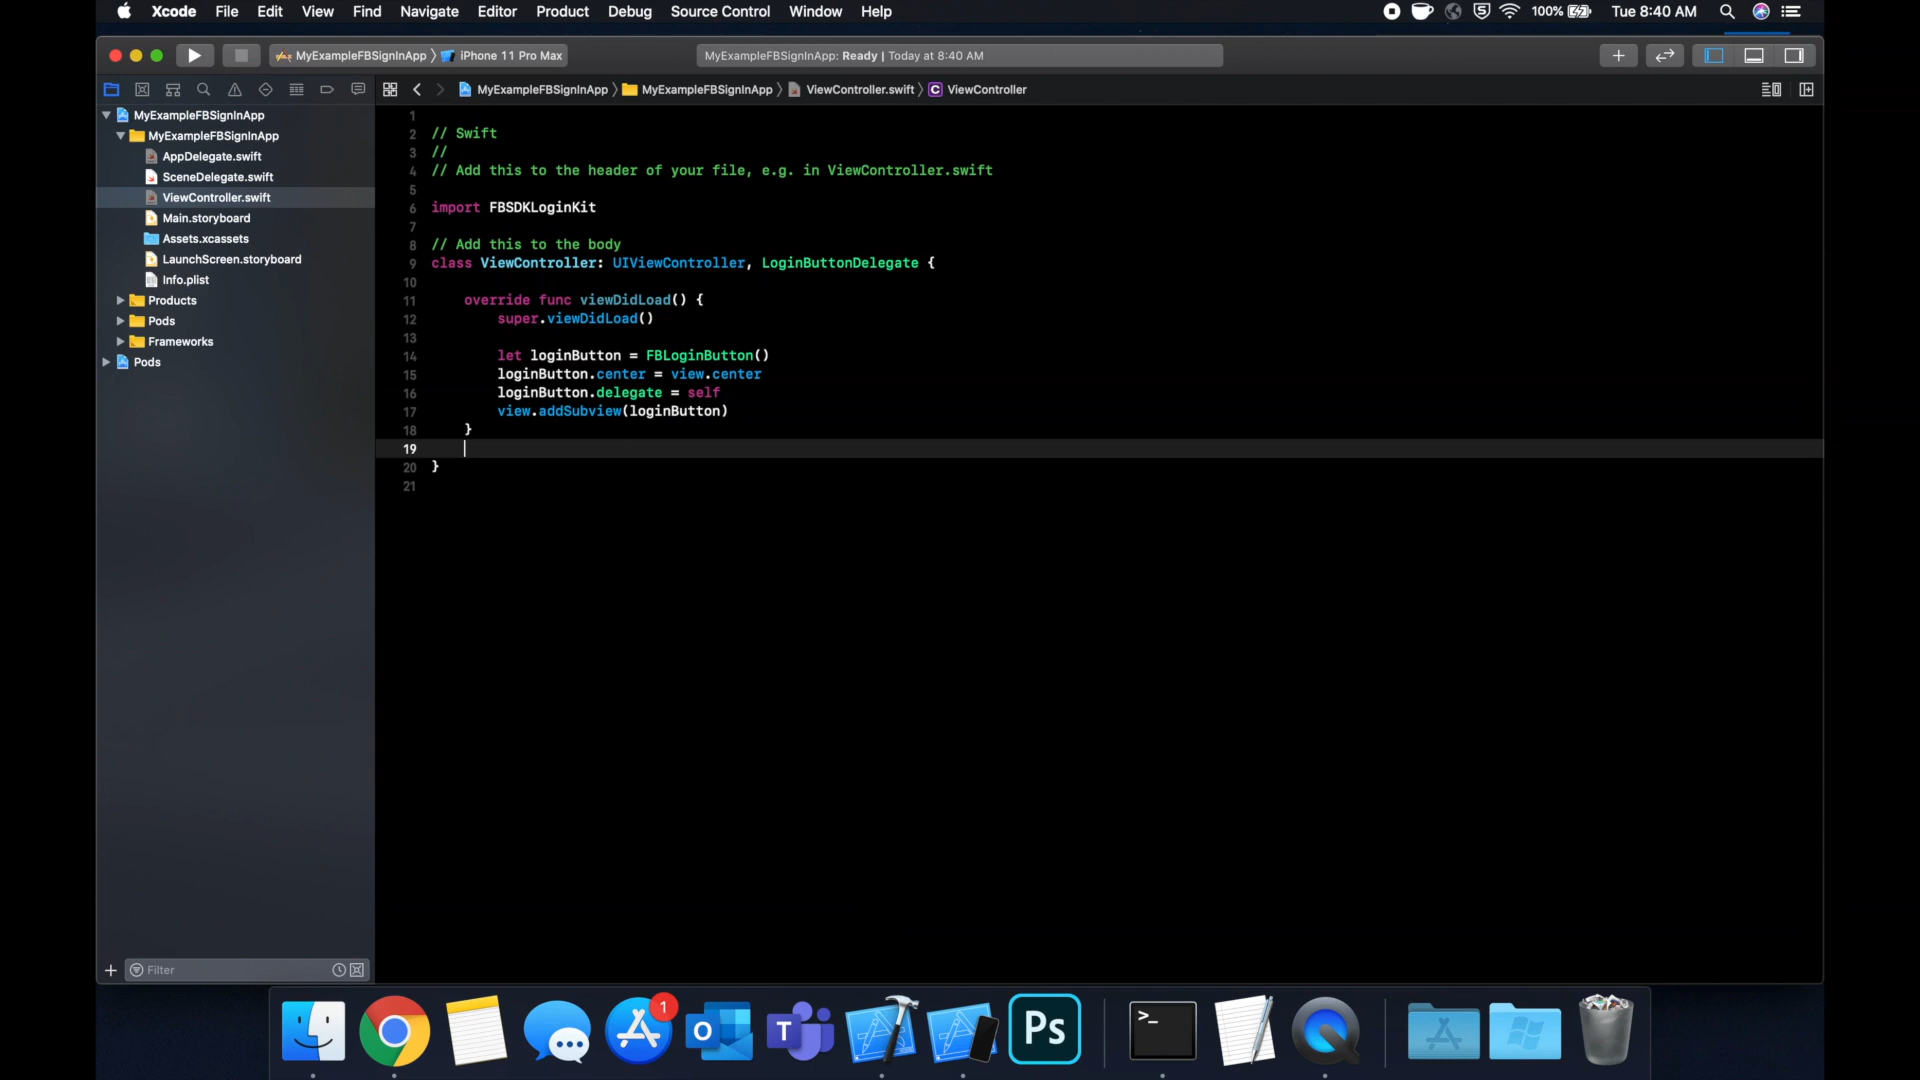 Xcode File Edit View Find Navigate Editor Product Debug Source Control Window Help 100% Tue 8:40 AM
MyExampleFBSignInApp iPhone 11 Pro Max MyExampleFBSignInApp: Ready | Today at 8:40 AM
MyExampleFBSignInApp MyExampleFBSignInApp ViewController.swift C ViewController
MyExampleFBSignInApp
MyExampleFBSignInApp
AppDelegate.swift
SceneDelegate.swift
ViewController.swift
Main.storyboard
Assets.xcassets
LaunchScreen.storyboard
Info.plist
Products
Pods
Frameworks
Pods
Filter
1
2 // Swift
3 //
4 // Add this to the header of your file, e.g. in ViewController.swift
5
6 import FBSDKLoginKit
7
8 // Add this to the body
9 class ViewController: UIViewController, LoginButtonDelegate {
10
11 override func viewDidLoad() {
12 super.viewDidLoad()
13
14 let loginButton = FBLoginButton()
15 loginButton.center = view.center
16 loginButton.delegate = self
17 view.addSubview(loginButton)
18 }
19
20 }
21
1
O
T
Ps
>_